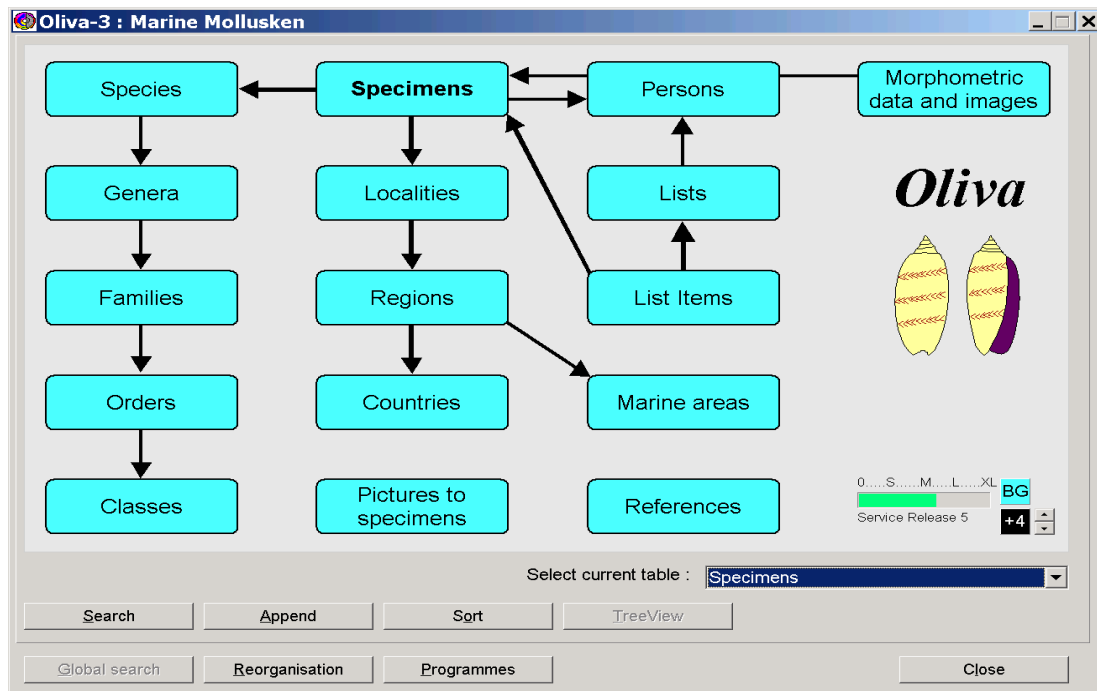 Oliva-3 : Marine Mollusken
Species
Specimens
Persons
Morphometric
data and images
Genera
Localities
Lists
Oliva
Families
Regions
List Items
Orders
Countries
Marine areas
Classes
Pictures to
specimens
References
0.....S......M....L.....XL
BG
Service Release 5
+4
Select current table :
Specimens
Search
Append
Sort
TreeView
Global search
Reorganisation
Programmes
Close